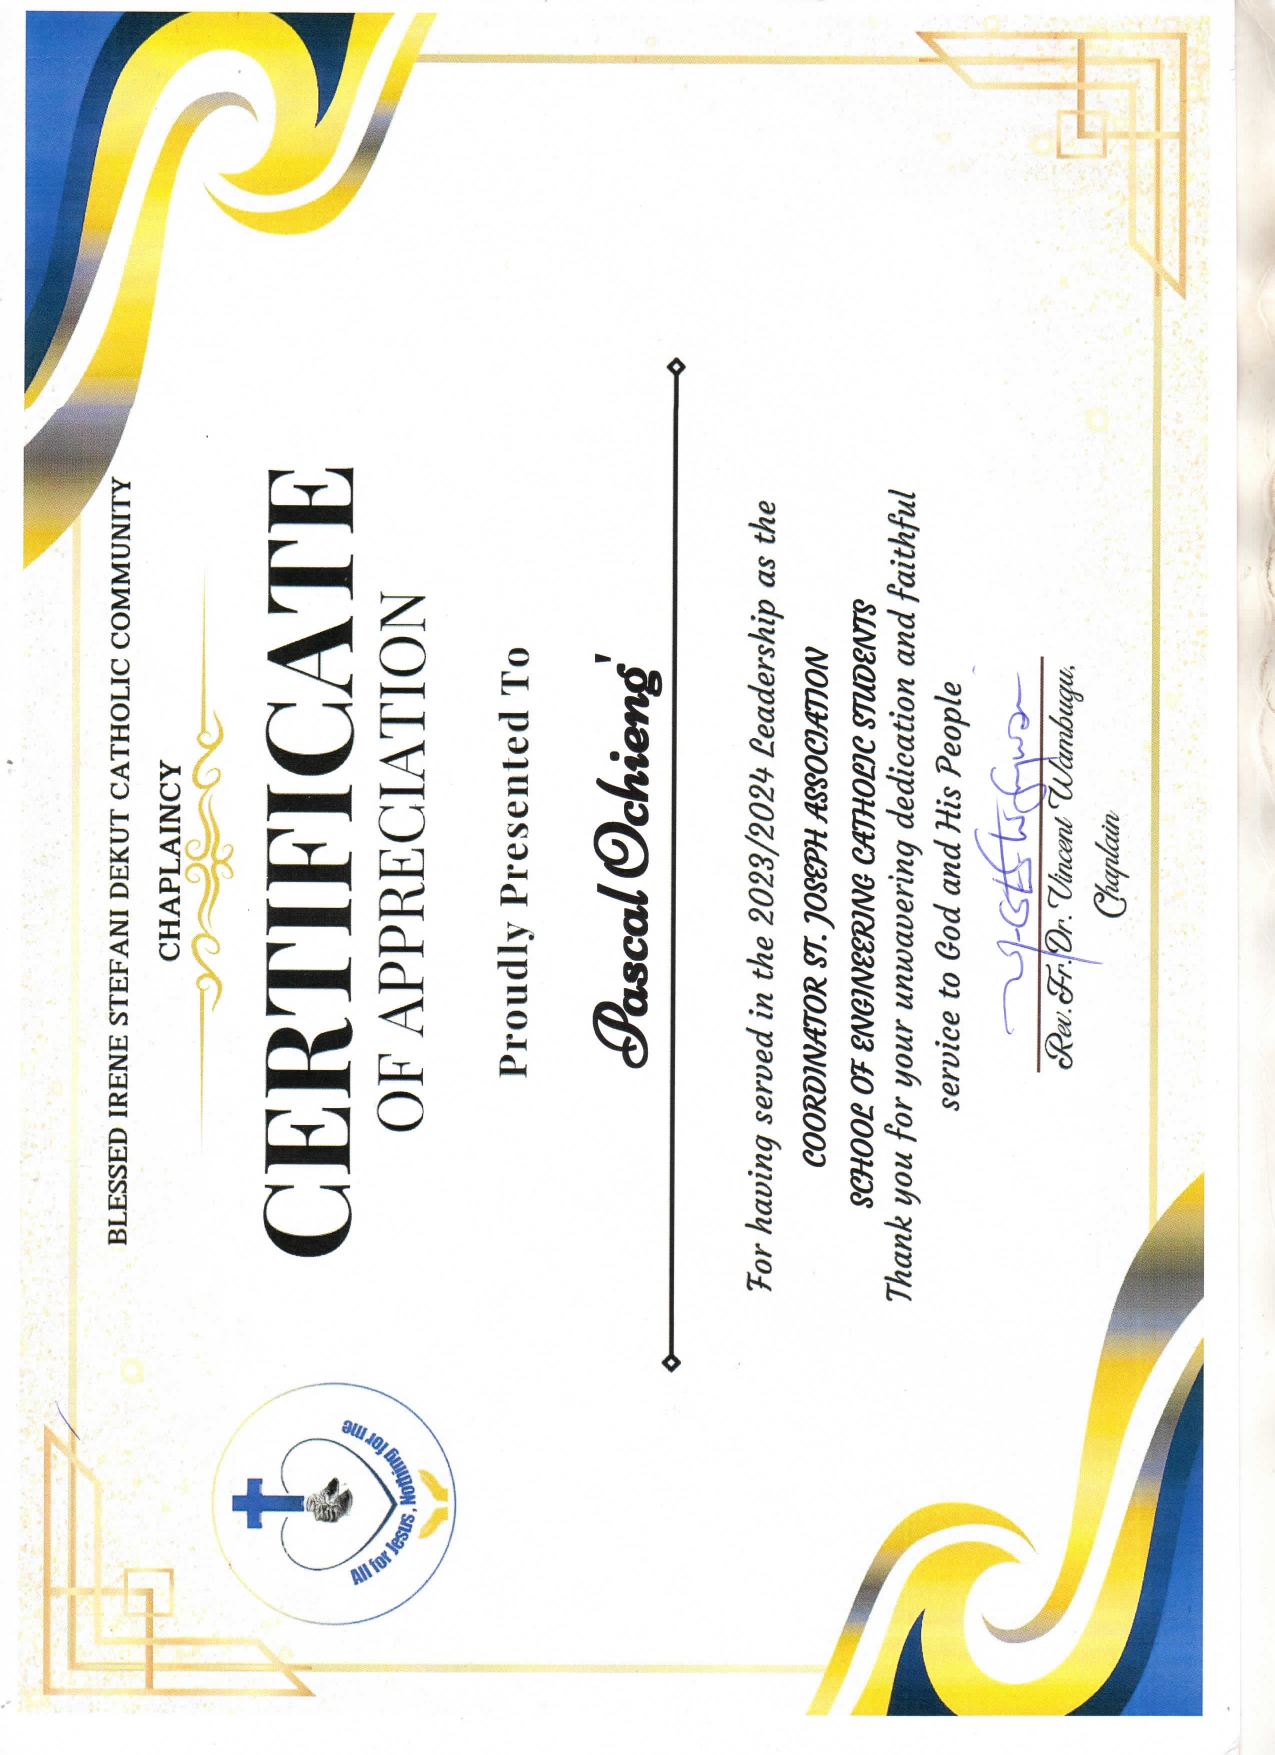 BLESSED IRENE STEFANI DEKUT CATHOLIC COMMUNITY
CHAPLAINCY
CERTIFICATE
OF APPRECIATION
All for Jesus, Nothing for me
Proudly Presented To
Pascal Ochieng'
For having served in the 2023/2024 Leadership as the
COORDINATOR ST. JOSEPH ASSOCIATION
SCHOOL OF ENGINEERING CATHOLIC STUDENTS
Thank you for your unwavering dedication and faithful
service to God and His People
Rev. Fr. Dr. Vincent Wambugu,
Chaplain